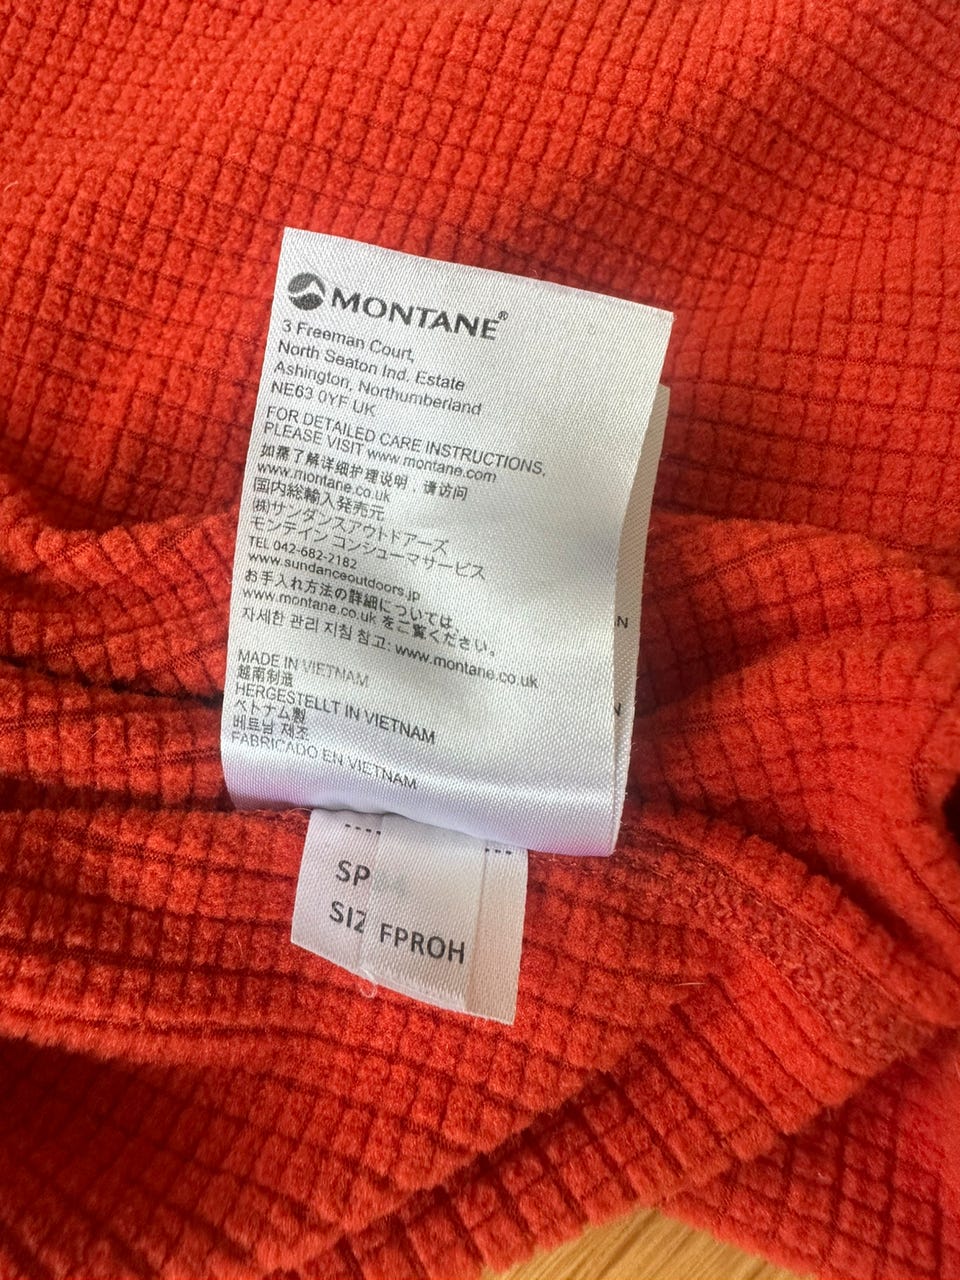 MONTANE®
3 Freeman Court,
North Seaton Ind. Estate
Ashington, Northumberland
NE63 0YF UK
FOR DETAILED CARE INSTRUCTIONS,
PLEASE VISIT www.montane.com
如需了解详细护理说明，请访问
www.montane.co.uk
国内総輸入発売元
㈱サンダンスアウトドアーズ
モンテイン コンシューマサービス
TEL 042-682-2182
www.sundanceoutdoors.jp
お手入れ方法の詳細については
www.montane.co.uk をご覧ください。
자세한 관리 지침 참고: www.montane.co.uk
MADE IN VIETNAM
越南制造
HERGESTELLT IN VIETNAM
ベトナム製
베트남 제조
FABRICADO EN VIETNAM
N
N
SP
SIZ FPROH